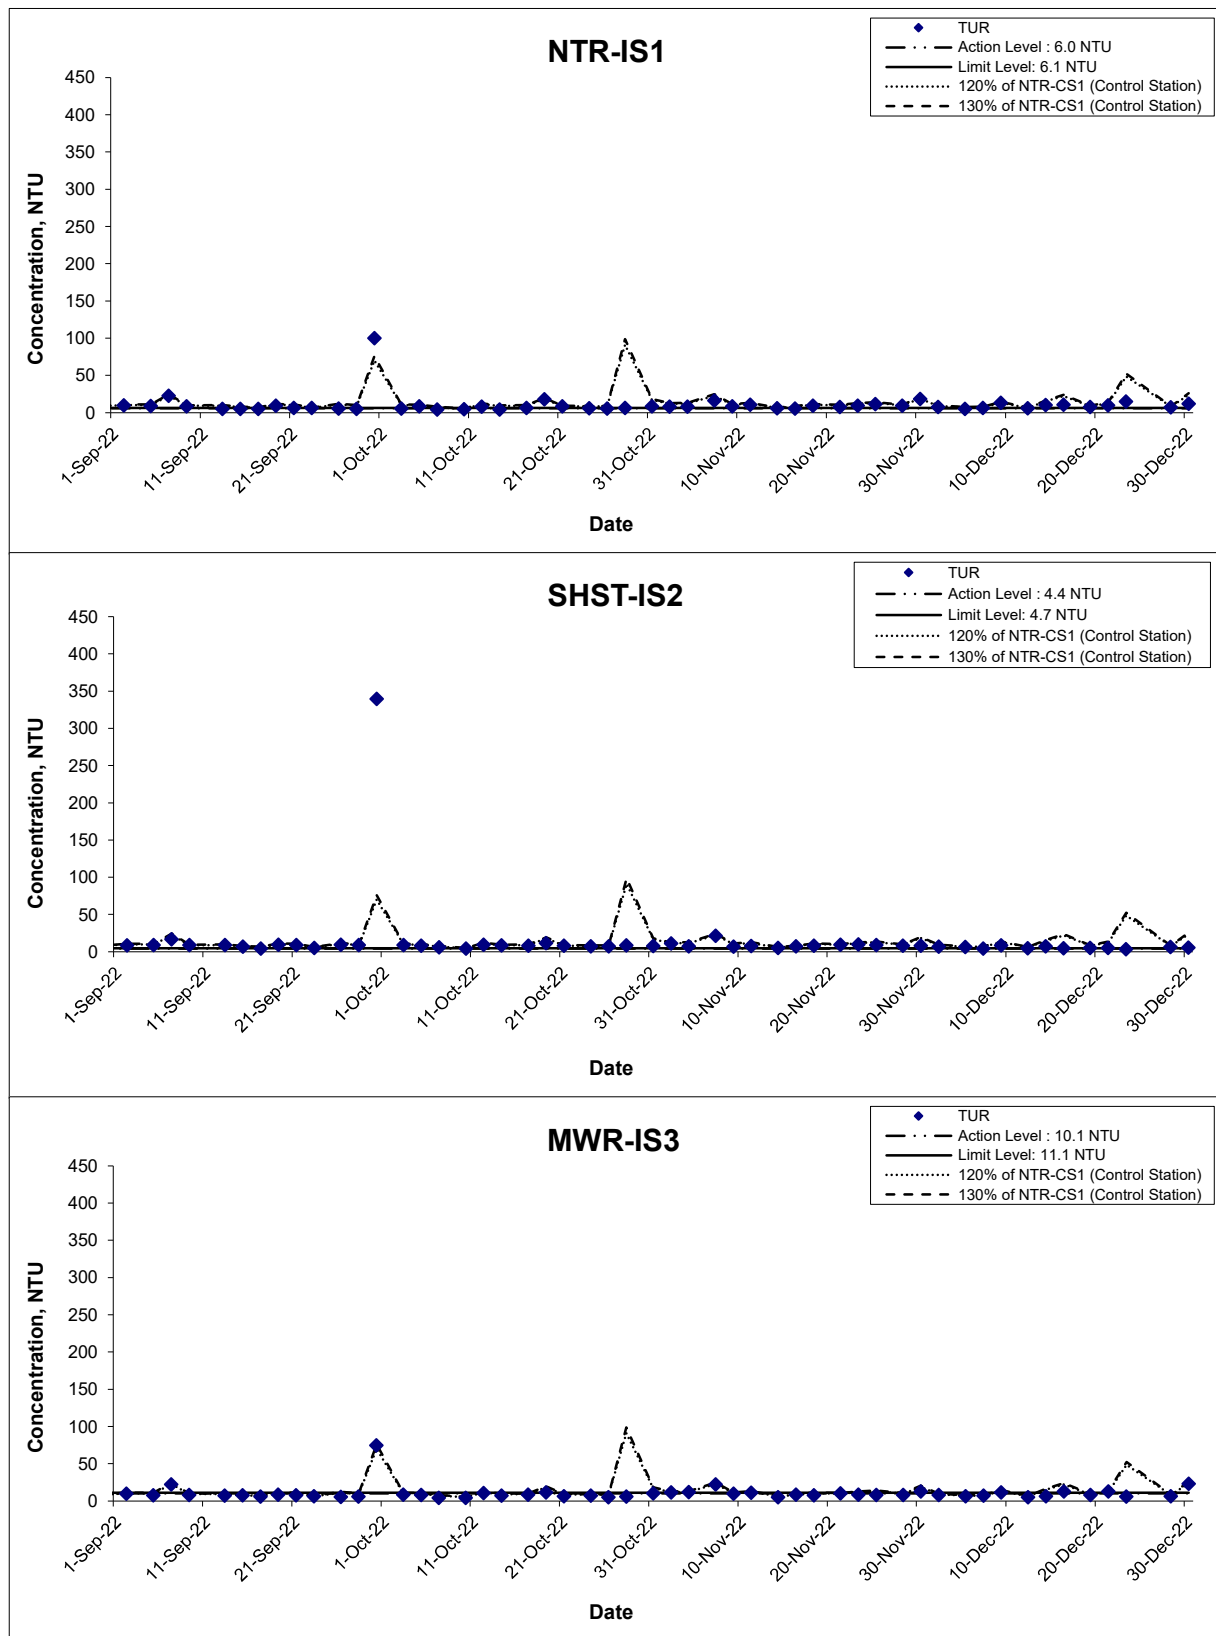 NTR-IS1
TUR
Action Level : 6.0 NTU
Limit Level: 6.1 NTU
120% of NTR-CS1 (Control Station)
130% of NTR-CS1 (Control Station)
Concentration, NTU
450
400
350
300
250
200
150
100
50
0
1-Sep-22
11-Sep-22
21-Sep-22
1-Oct-22
11-Oct-22
21-Oct-22
31-Oct-22
10-Nov-22
20-Nov-22
30-Nov-22
10-Dec-22
20-Dec-22
30-Dec-22
Date
SHST-IS2
TUR
Action Level : 4.4 NTU
Limit Level: 4.7 NTU
120% of NTR-CS1 (Control Station)
130% of NTR-CS1 (Control Station)
Concentration, NTU
450
400
350
300
250
200
150
100
50
0
1-Sep-22
11-Sep-22
21-Sep-22
1-Oct-22
11-Oct-22
21-Oct-22
31-Oct-22
10-Nov-22
20-Nov-22
30-Nov-22
10-Dec-22
20-Dec-22
30-Dec-22
Date
MWR-IS3
TUR
Action Level : 10.1 NTU
Limit Level: 11.1 NTU
120% of NTR-CS1 (Control Station)
130% of NTR-CS1 (Control Station)
Concentration, NTU
450
400
350
300
250
200
150
100
50
0
1-Sep-22
11-Sep-22
21-Sep-22
1-Oct-22
11-Oct-22
21-Oct-22
31-Oct-22
10-Nov-22
20-Nov-22
30-Nov-22
10-Dec-22
20-Dec-22
30-Dec-22
Date